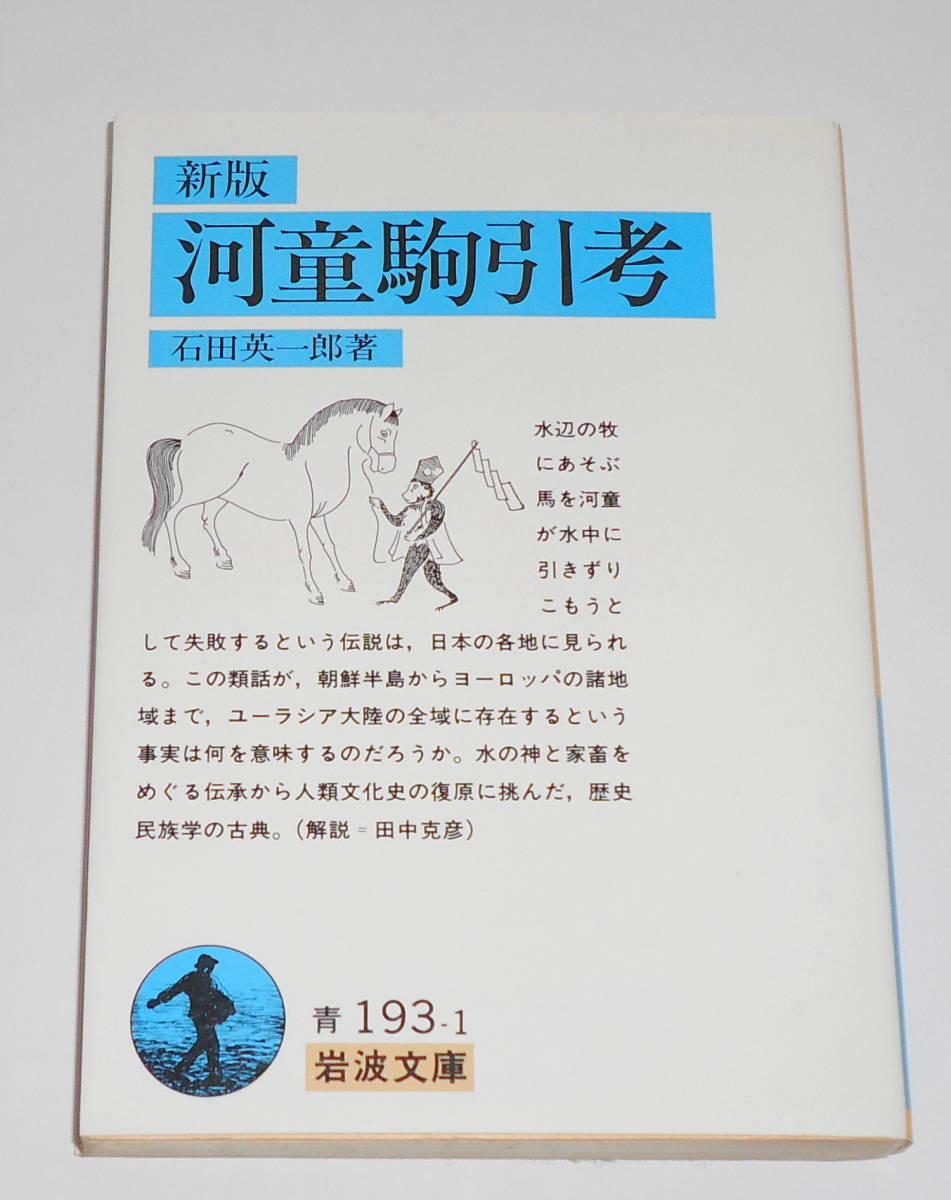 新版
河童駒引考
石田英一郎著
水辺の牧
にあそぶ
馬を河童
が水中に
引きずり
こもうと
して失敗するという伝説は，日本の各地に見られ
る。この類話が，朝鮮半島からヨーロッパの諸地
域まで，ユーラシア大陸の全域に存在するという
事実は何を意味するのだろうか。水の神と家畜を
めぐる伝承から人類文化史の復原に挑んだ，歴史
民族学の古典。（解説＝田中克彦）
青 193-1
岩波文庫